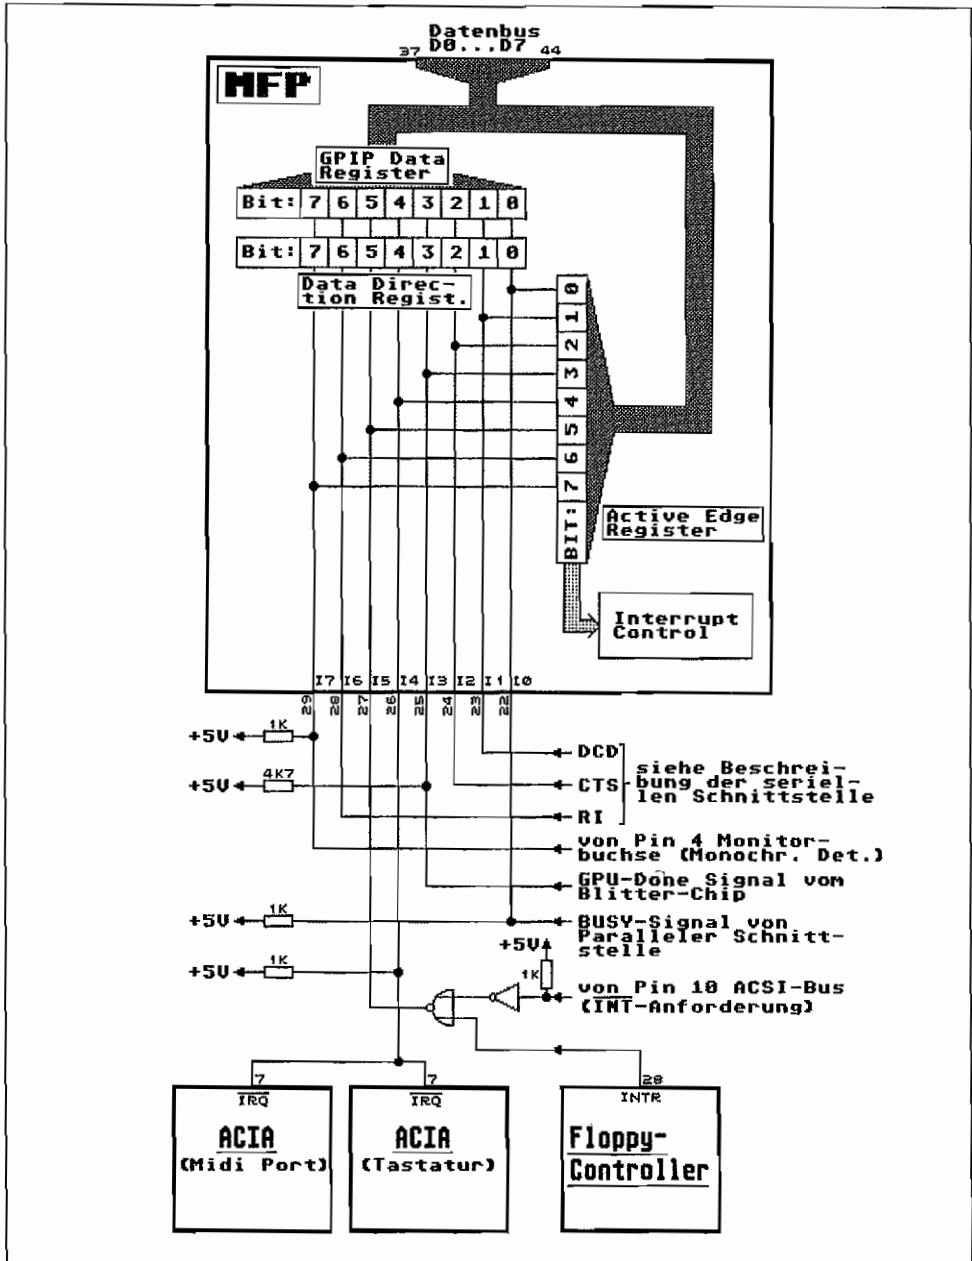 Datenbus
37 D0...D7 44
MFP
GPIP Data
Register
Bit: 7 6 5 4 3 2 1 0
Bit: 7 6 5 4 3 2 1 0
Data Direc-
tion Regist.
0
1
2
3
4
5
6
7
BIT:
Active Edge
Register
Interrupt
Control
I7 I6 I5 I4 I3 I2 I1 I0
29 28 27 26 25 24 23 22
+5V 1K
DCD
+5V 4K7
CTS
RI
siehe Beschrei-
bung der seriel-
len Schnittstelle
von Pin 4 Monitor-
buchse (Monochr. Det.)
GPU-Done Signal vom
Blitter-Chip
+5V 1K
BUSY-Signal von
Paralleler Schnitt-
stelle
+5V
1K
+5V 1K
von Pin 10 ACSI-Bus
(INT-Anforderung)
7 7 28
IRQ IRQ INTR
ACIA
(Midi Port)
ACIA
(Tastatur)
Floppy-
Controller